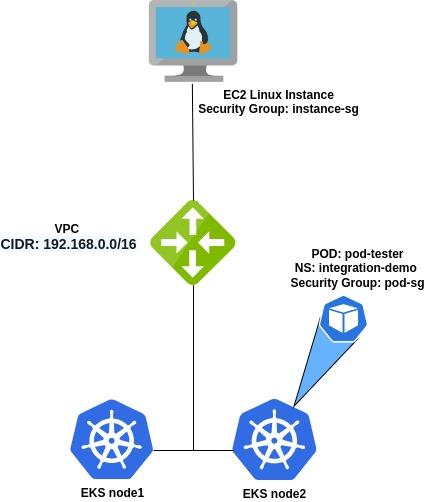 EC2 Linux Instance
Security Group: instance-sg
VPC
CIDR: 192.168.0.0/16
POD: pod-tester
NS: integration-demo
Security Group: pod-sg
EKS node1
EKS node2